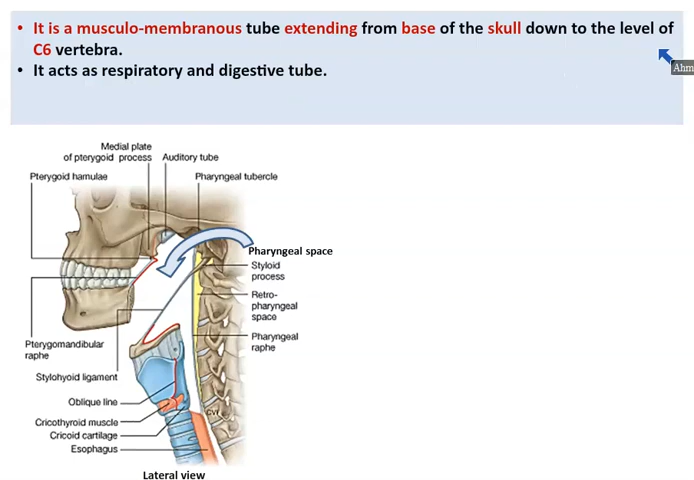 • It is a musculo-membranous tube extending from base of the skull down to the level of
C6 vertebra.
• It acts as respiratory and digestive tube.
Ahm
Medial plate
of pterygoid process
Auditory tube
Pterygoid hamulae
Pharyngeal tubercle
Pharyngeal space
Styloid
process
Retro-
pharyngeal
space
Pharyngeal
raphe
Pterygomandibular
raphe
Stylohyoid ligament
Oblique line
Cricothyroid muscle
Cricoid cartilage
Esophagus
CVI
Lateral view